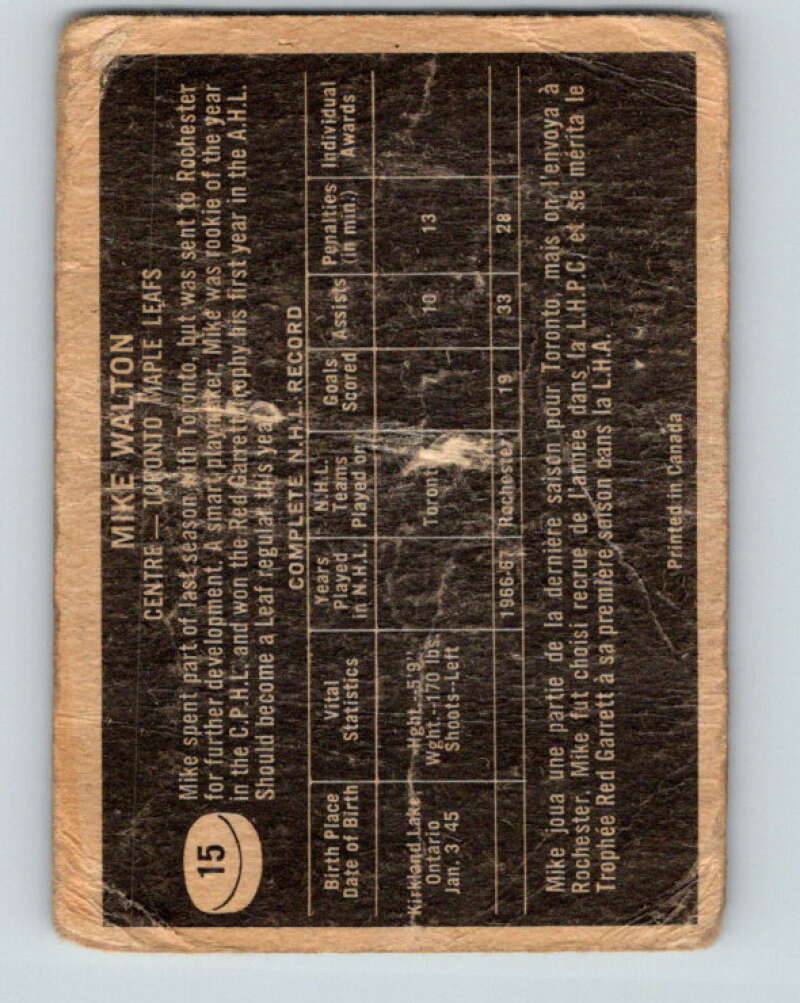 15
MIKE WALTON
CENTRE — TORONTO MAPLE LEAFS
Mike spent part of last season with Toronto, but was sent to Rochester
for further development. A smart playmaker, Mike was rookie of the year
in the C.P.H.L. and won the Red Garrett Trophy his first year in the A.H.L.
Should become a Leaf regular this year.
COMPLETE N.H.L. RECORD
Birth Place
Date of Birth
Vital
Statistics
Years
Played
in N.H.L.
N.H.L.
Teams
Played on
Goals
Scored
Assists
Penalties
(in min.)
Individual
Awards
Kirkland Lake,
Ontario
Jan. 3/45
Hght.--5'9"
Wght.--170 lbs.
Shoots--Left
Toronto 10 13
1966-67 Rochester 19 33 28
Mike joua une partie de la dernière saison pour Toronto, mais on l'envoya à
Rochester. Mike fut choisi recrue de l'année dans la L.H.P.C. et se mérita le
Trophée Red Garrett à sa première saison dans la L.H.A.
Printed in Canada